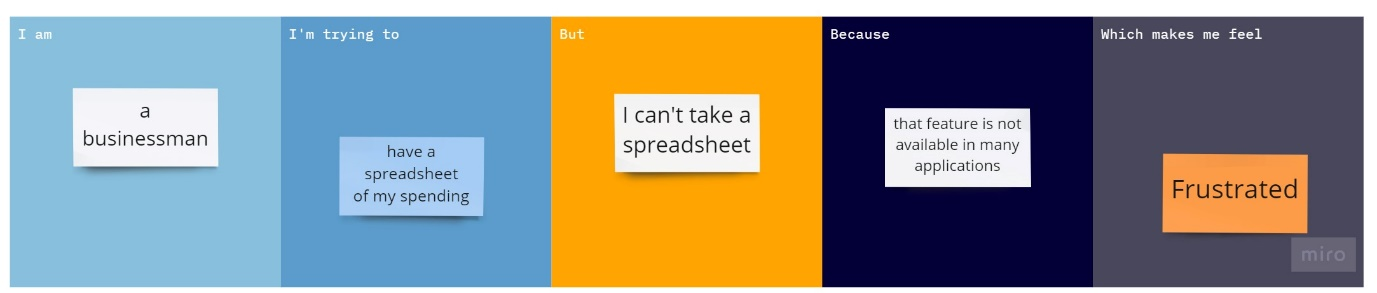 I am
a
businessman
I'm trying to
have a
spreadsheet
of my spending
But
I can't take a
spreadsheet
Because
that feature is not
available in many
applications
Which makes me feel
Frustrated
miro